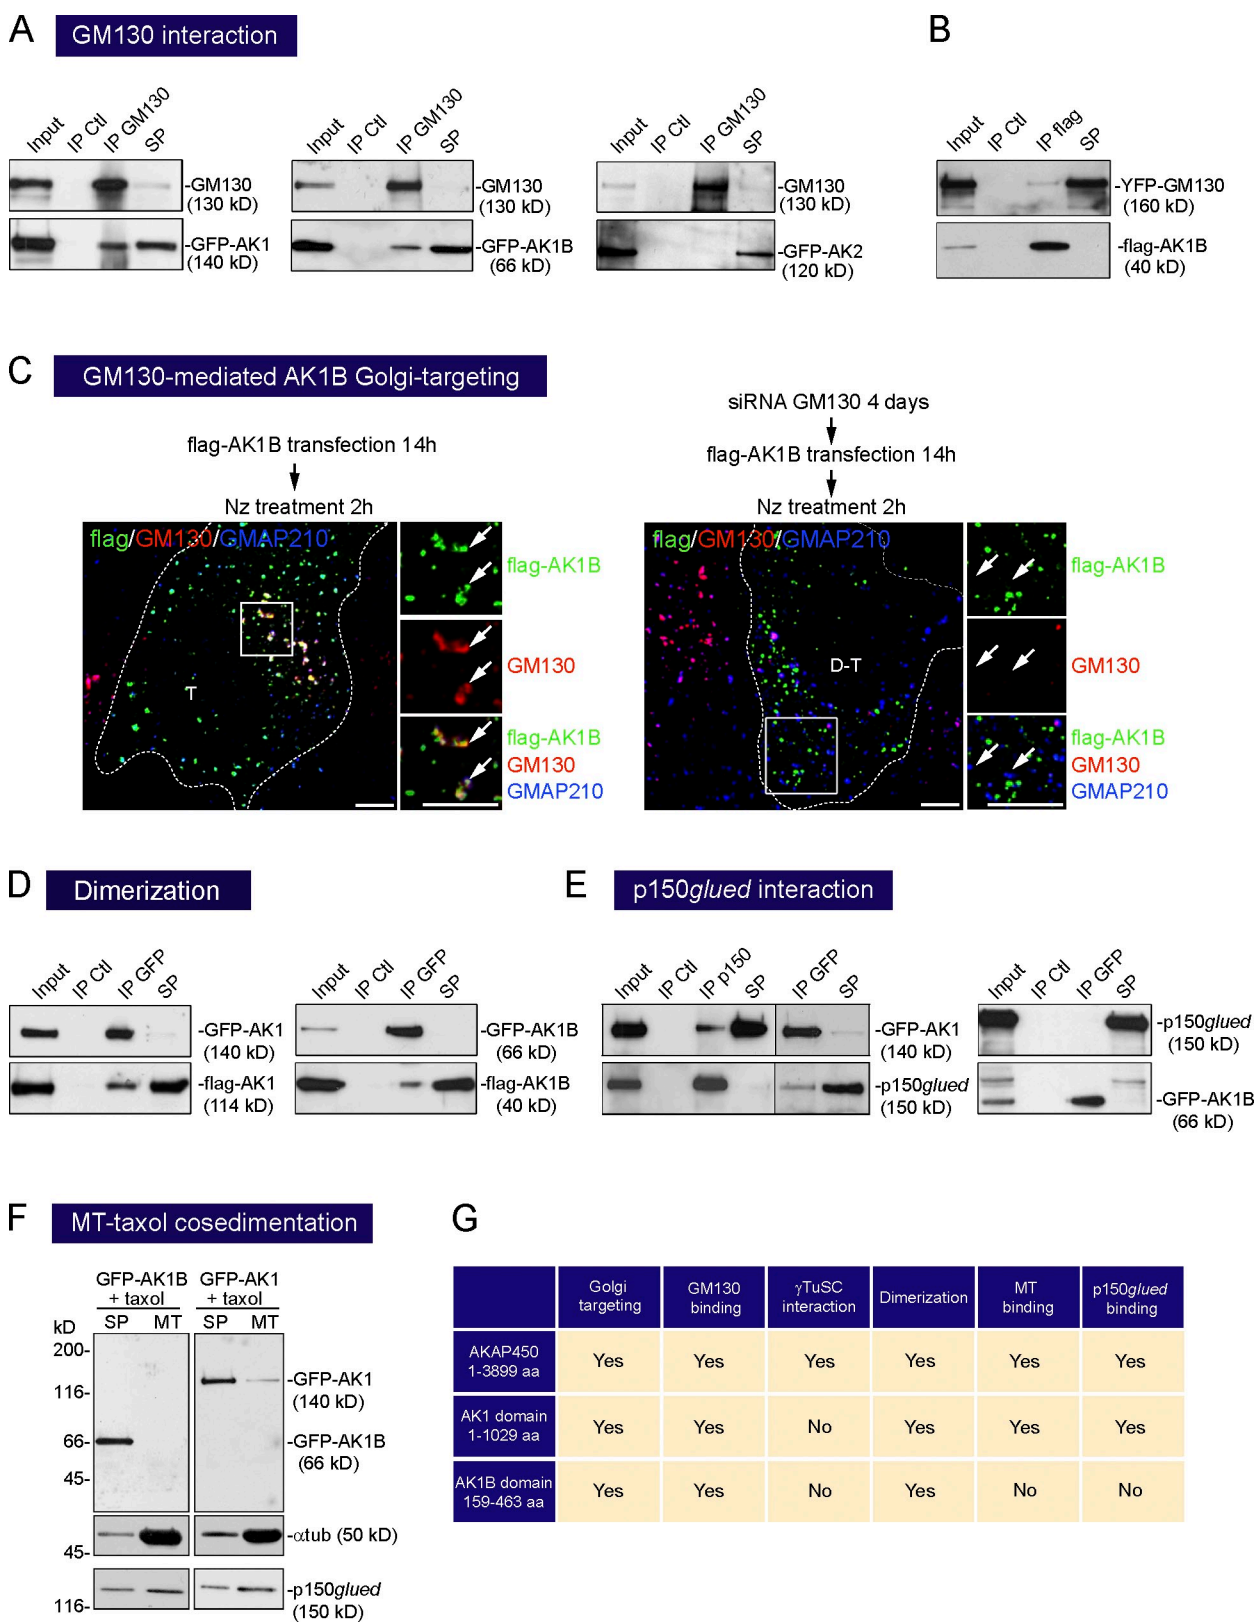 A
GM130 interaction
Input
IP Ctl
IP GM130
SP
-GM130
(130 kD)
-GFP-AK1
(140 kD)
Input
IP Ctl
IP GM130
SP
-GM130
(130 kD)
-GFP-AK1B
(66 kD)
Input
IP Ctl
IP GM130
SP
-GM130
(130 kD)
-GFP-AK2
(120 kD)
B
Input
IP Ctl
IP flag
SP
-YFP-GM130
(160 kD)
-flag-AK1B
(40 kD)
C
GM130-mediated AK1B Golgi-targeting
flag-AK1B transfection 14h
Nz treatment 2h
flag/GM130/GMAP210
T
flag-AK1B
GM130
flag-AK1B
GM130
GMAP210
siRNA GM130 4 days
flag-AK1B transfection 14h
Nz treatment 2h
flag/GM130/GMAP210
D-T
flag-AK1B
GM130
flag-AK1B
GM130
GMAP210
D
Dimerization
Input
IP Ctl
IP GFP
SP
-GFP-AK1
(140 kD)
-flag-AK1
(114 kD)
Input
IP Ctl
IP GFP
SP
-GFP-AK1B
(66 kD)
-flag-AK1B
(40 kD)
E
p150glued interaction
Input
IP Ctl
IP p150
SP
IP GFP
SP
-GFP-AK1
(140 kD)
-p150glued
(150 kD)
Input
IP Ctl
IP GFP
SP
-p150glued
(150 kD)
-GFP-AK1B
(66 kD)
F
MT-taxol cosedimentation
GFP-AK1B GFP-AK1
+ taxol + taxol
kD SP MT SP MT
200-
116-
66-
45-
-GFP-AK1
(140 kD)
-GFP-AK1B
(66 kD)
45-
-αtub (50 kD)
116-
-p150glued
(150 kD)
G
Golgi targeting GM130 binding γTuSC interaction Dimerization MT binding p150glued binding
AKAP450 1-3899 aa Yes Yes Yes Yes Yes Yes
AK1 domain 1-1029 aa Yes Yes No Yes Yes Yes
AK1B domain 159-463 aa Yes Yes No Yes No No